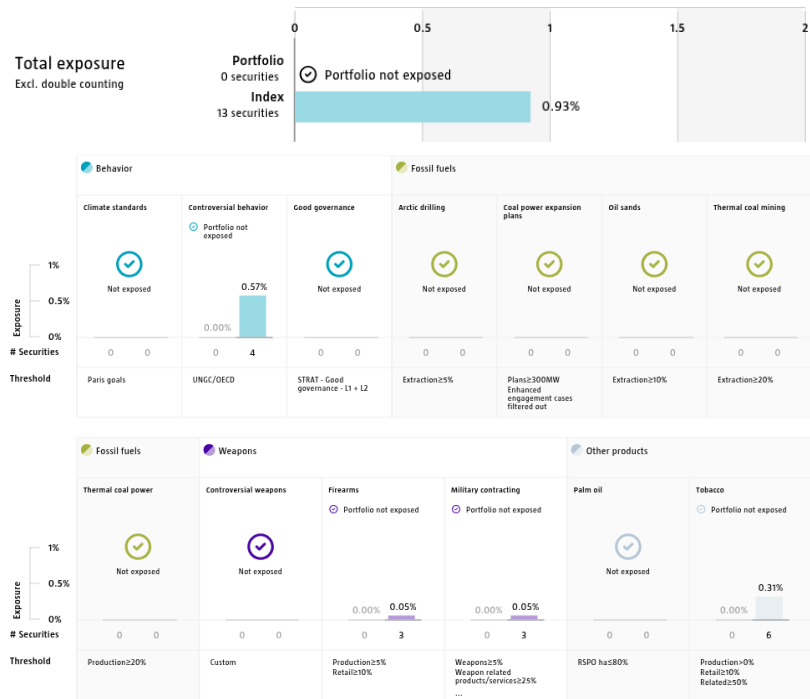 0 0.5 1 1.5 2
Total exposure
Excl. double counting
Portfolio
0 securities
Portfolio not exposed
Index
13 securities
0.93%
Behavior
Fossil fuels
Climate standards
Controversial behavior
Good governance
Arctic drilling
Coal power expansion
plans
Oil sands
Thermal coal mining
Portfolio not
exposed
Exposure
1%
0.5%
0%
Not exposed
0.00%
0.57%
Not exposed
Not exposed
Not exposed
Not exposed
Not exposed
# Securities
0 0 0 4 0 0 0 0 0 0 0 0 0 0
Threshold
Paris goals
UNGC/OECD
STRAT - Good
governance - L1 + L2
Extraction≥5%
Plans≥300MW
Enhanced
engagement cases
filtered out
Extraction≥10%
Extraction≥20%
Fossil fuels
Weapons
Other products
Thermal coal power
Controversial weapons
Firearms
Military contracting
Palm oil
Tobacco
Portfolio not exposed
Portfolio not exposed
Portfolio not exposed
Exposure
1%
0.5%
0%
Not exposed
Not exposed
0.00%
0.05%
0.00%
0.05%
Not exposed
0.00%
0.31%
# Securities
0 0 0 0 0 3 0 3 0 0 0 6
Threshold
Production≥20%
Custom
Production≥5%
Retail≥10%
Weapons≥5%
Weapon related
products/services≥25%
...
RSPO ha≤80%
Production>0%
Retail≥10%
Related≥50%